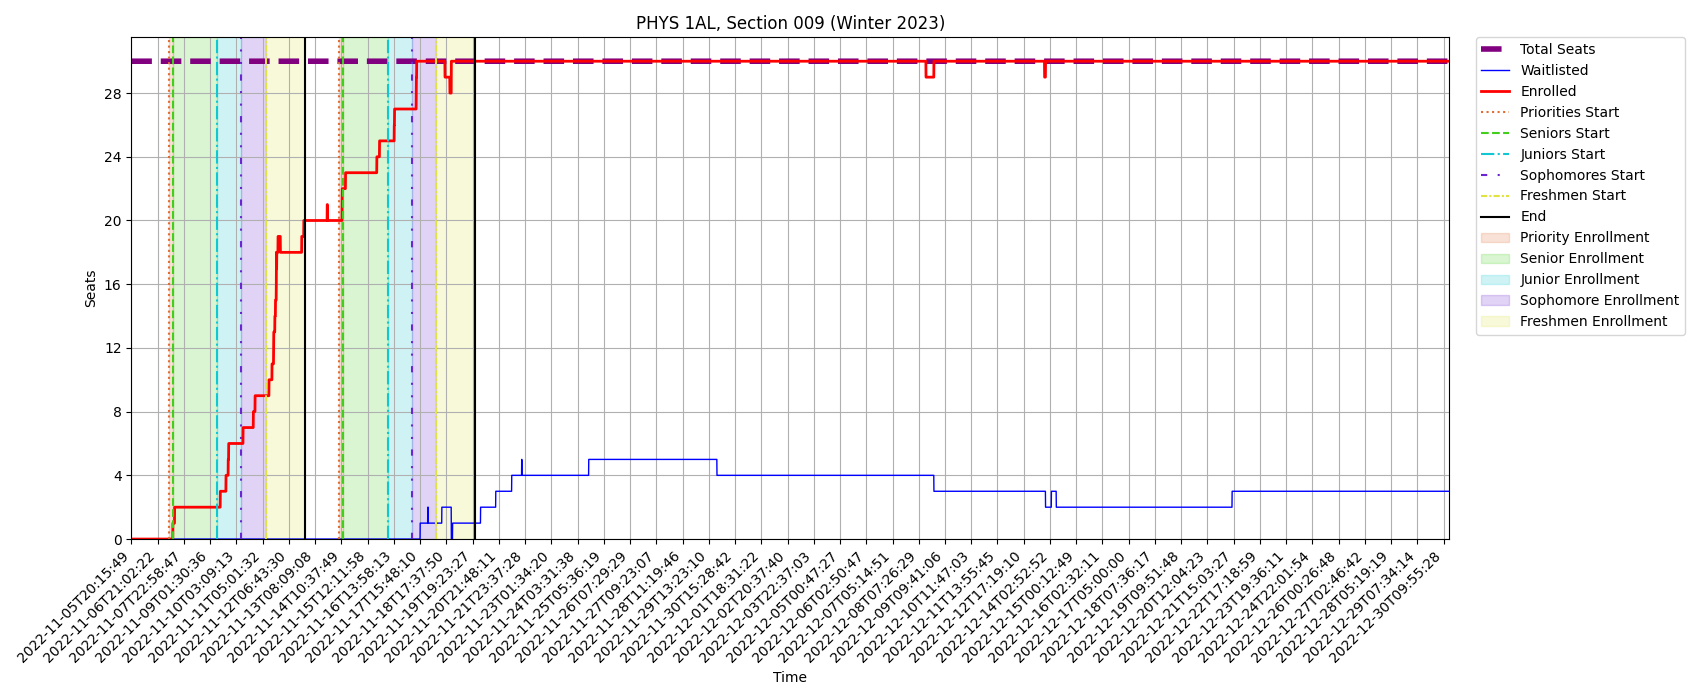 PHYS 1AL, Section 009 (Winter 2023)
Seats
28
24
20
16
12
8
4
0
2022-11-05T20:15:49
2022-11-06T21:02:22
2022-11-07T22:58:47
2022-11-09T01:30:36
2022-11-10T03:09:13
2022-11-11T05:01:32
2022-11-12T06:43:30
2022-11-13T08:09:08
2022-11-14T10:37:49
2022-11-15T12:11:58
2022-11-16T13:58:13
2022-11-17T15:48:10
2022-11-18T17:37:50
2022-11-19T19:23:27
2022-11-20T21:48:11
2022-11-21T23:37:28
2022-11-23T01:34:20
2022-11-24T03:31:38
2022-11-25T05:36:19
2022-11-26T07:29:29
2022-11-27T09:23:07
2022-11-28T11:19:46
2022-11-29T13:23:10
2022-11-30T15:28:42
2022-12-01T18:31:22
2022-12-02T20:37:40
2022-12-03T22:37:03
2022-12-05T00:47:27
2022-12-06T02:50:47
2022-12-07T05:14:51
2022-12-08T07:26:29
2022-12-09T09:41:06
2022-12-10T11:47:03
2022-12-11T13:55:45
2022-12-12T17:19:10
2022-12-14T02:52:52
2022-12-15T00:12:49
2022-12-16T02:32:11
2022-12-17T05:00:00
2022-12-18T07:36:17
2022-12-19T09:51:48
2022-12-20T12:04:23
2022-12-21T15:03:27
2022-12-22T17:18:59
2022-12-23T19:36:11
2022-12-24T22:01:54
2022-12-26T00:26:48
2022-12-27T02:46:42
2022-12-28T05:19:19
2022-12-29T07:34:14
2022-12-30T09:55:28
Time
Total Seats
Waitlisted
Enrolled
Priorities Start
Seniors Start
Juniors Start
Sophomores Start
Freshmen Start
End
Priority Enrollment
Senior Enrollment
Junior Enrollment
Sophomore Enrollment
Freshmen Enrollment